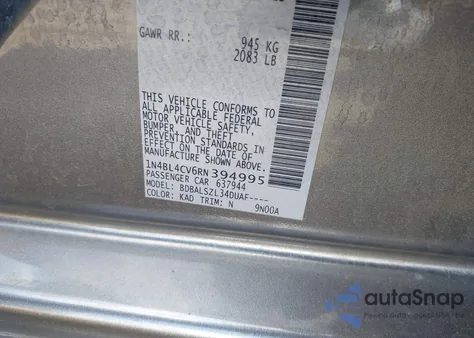 GAWR RR.: 945 KG
2083 LB
THIS VEHICLE CONFORMS TO
ALL APPLICABLE FEDERAL
MOTOR VEHICLE SAFETY,
BUMPER, AND THEFT
PREVENTION STANDARDS IN
EFFECT ON THE DATE OF
MANUFACTURE SHOWN ABOVE.
1N4BL4CV6RN394995
PASSENGER CAR 637944
MODEL: BDBALSZL34DUAF----
COLOR: KAD TRIM: N 9N00A
autoSnap